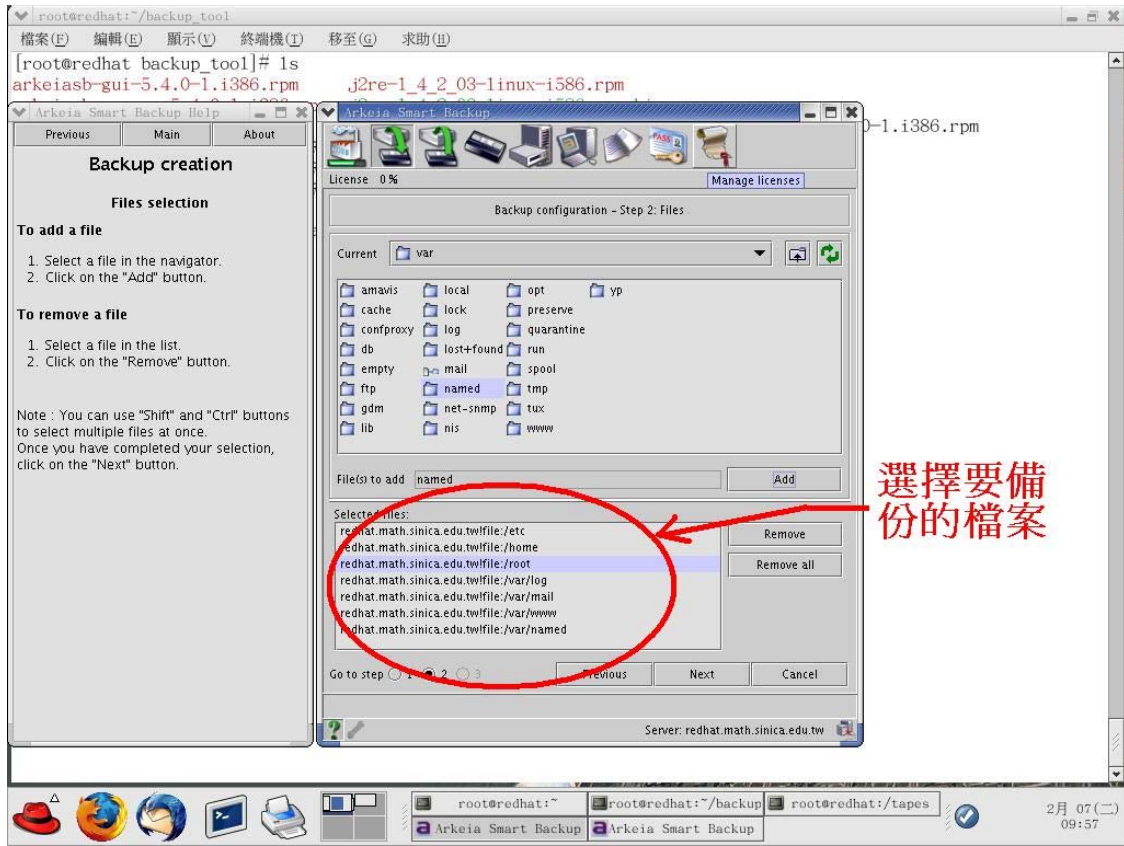 root@redhat:~/backup_tool
檔案(F) 編輯(E) 顯示(V) 終端機(T) 移至(G) 求助(H)
[root@redhat backup_tool]# ls
arkeiasb-gui-5.4.0-1.i386.rpm j2re-1_4_2_03-linux-i586.rpm
0-1.i386.rpm
Arkeia Smart Backup Help
Previous Main About
Backup creation
Files selection
To add a file
1. Select a file in the navigator.
2. Click on the "Add" button.
To remove a file
1. Select a file in the list.
2. Click on the "Remove" button.
Note : You can use "Shift" and "Ctrl" buttons
to select multiple files at once.
Once you have completed your selection,
click on the "Next" button.
Arkeia Smart Backup
PASS
License 0%
Manage licenses
Backup configuration - Step 2: Files
Current var
amavis local opt yp
cache lock preserve
confproxy log quarantine
db lost+found run
empty mail spool
ftp named tmp
gdm net-snmp tux
lib nis www
File(s) to add named Add
Selected files:
redhat.math.sinica.edu.tw!file:/etc
redhat.math.sinica.edu.tw!file:/home
redhat.math.sinica.edu.tw!file:/root
redhat.math.sinica.edu.tw!file:/var/log
redhat.math.sinica.edu.tw!file:/var/mail
redhat.math.sinica.edu.tw!file:/var/www
redhat.math.sinica.edu.tw!file:/var/named
Remove
Remove all
選擇要備
份的檔案
Go to step 1 2 3 Previous Next Cancel
Server: redhat.math.sinica.edu.tw
root@redhat:~ root@redhat:~/backup root@redhat:/tapes
Arkeia Smart Backup Arkeia Smart Backup
2月 07(二)
09:57